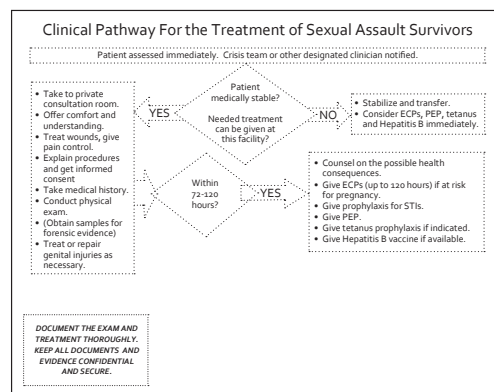 Clinical Pathway For the Treatment of Sexual Assault Survivors
Patient assessed immediately. Crisis team or other designated clinician notified.
Patient
medically stable?
Needed treatment
can be given at
this facility?
YES
NO
• Take to private
consultation room.
• Offer comfort and
understanding.
• Treat wounds, give
pain control.
• Explain procedures
and get informed
consent
• Take medical history.
• Conduct physical
exam.
• (Obtain samples for
forensic evidence)
• Treat or repair
genital injuries as
necessary.
• Stabilize and transfer.
• Consider ECPs, PEP, tetanus
and Hepatitis B immediately.
Within
72-120
hours?
YES
• Counsel on the possible health
consequences.
• Give ECPs (up to 120 hours) if at risk
for pregnancy.
• Give prophylaxis for STIs.
• Give PEP.
• Give tetanus prophylaxis if indicated.
• Give Hepatitis B vaccine if available.
DOCUMENT THE EXAM AND
TREATMENT THOROUGHLY.
KEEP ALL DOCUMENTS AND
EVIDENCE CONFIDENTIAL
AND SECURE.